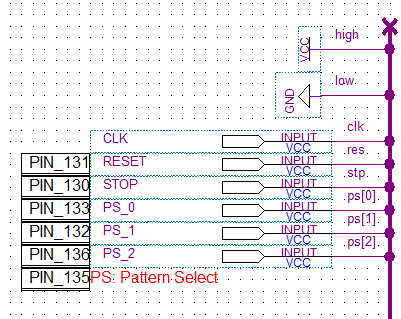 VCC
high
GND
low.
.clk
CLK
INPUT
VCC
.res.
PIN_131
RESET
INPUT
VCC
stp.
PIN_130
STOP
INPUT
VCC
.ps[0].
PIN_133
PS_0
INPUT
VCC
.ps[1].
PIN_132
PS_1
INPUT
VCC
.ps[2].
PIN_136
PS_2
INPUT
VCC
PIN_135
PS: Pattern Select